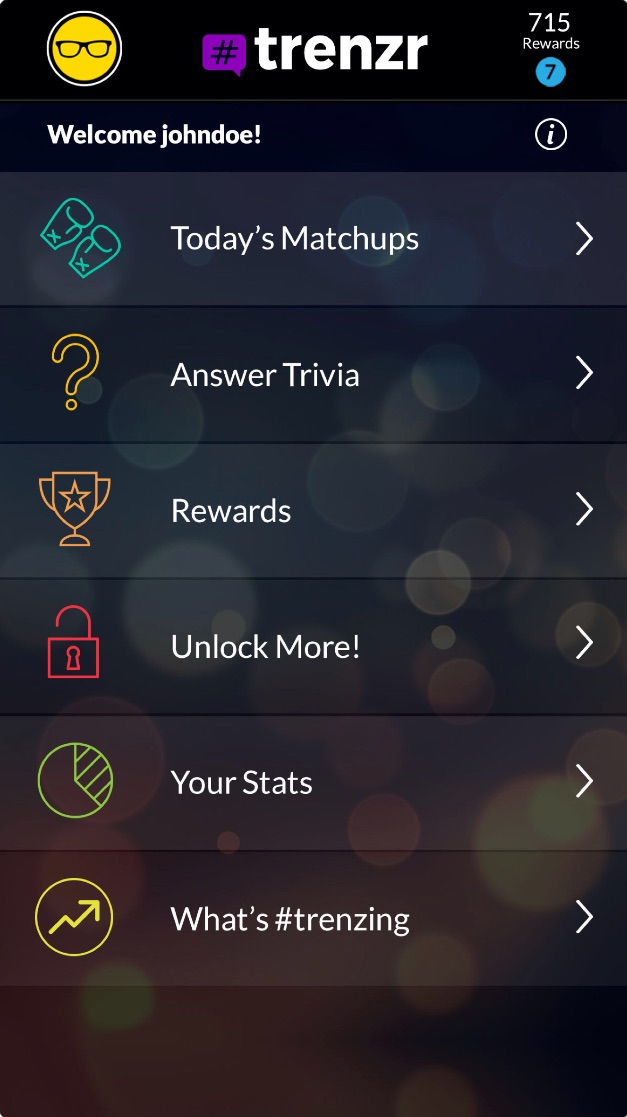 #trenzr
715
Rewards
7
Welcome johndoe!
i
Today's Matchups
Answer Trivia
Rewards
Unlock More!
Your Stats
What's #trenzing